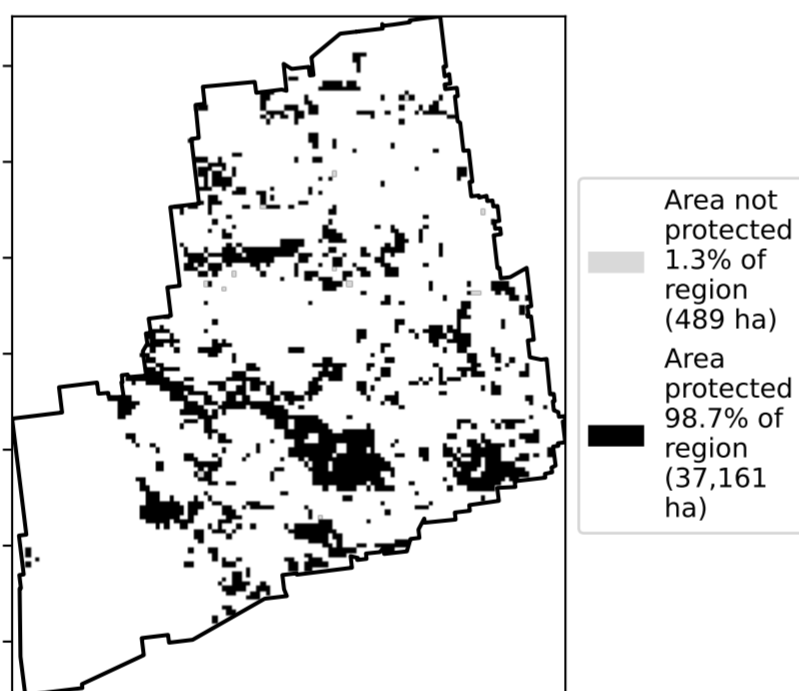 Area not
protected
1.3% of
region
(489 ha)
Area
protected
98.7% of
region
(37,161
ha)